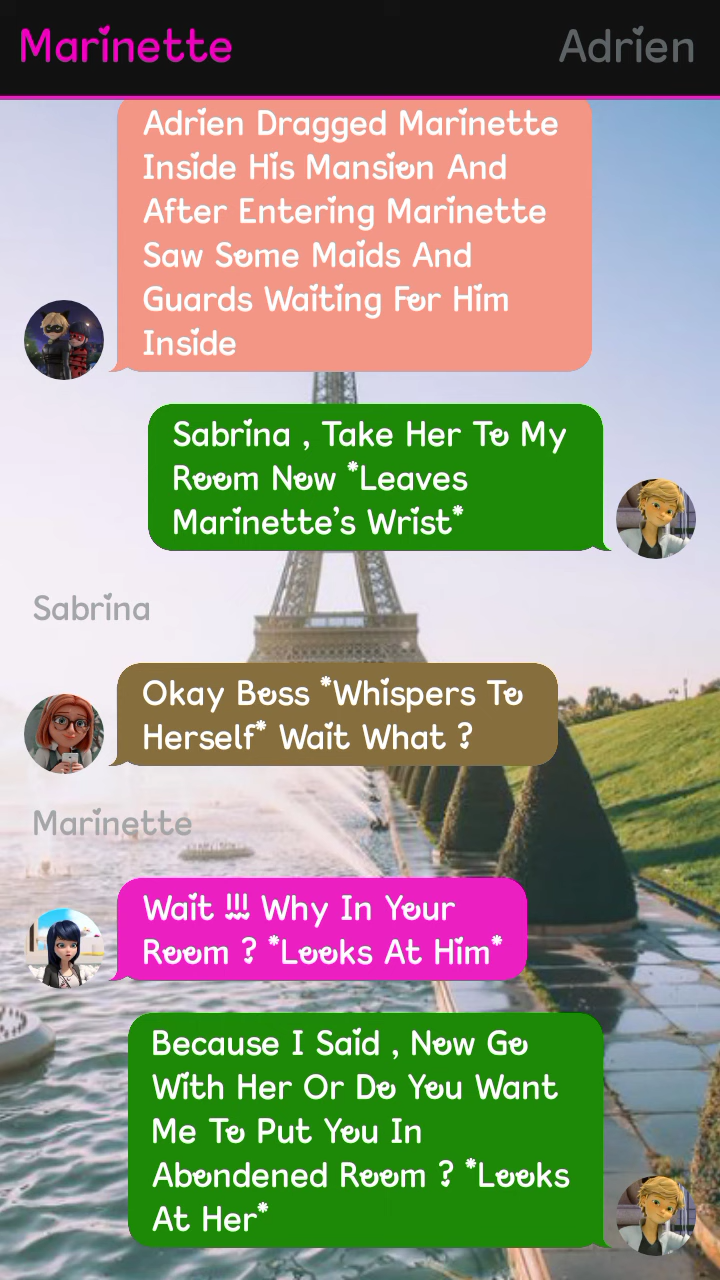 Marinette
Adrien
Adrien Dragged Marinette
Inside His Mansion And
After Entering Marinette
Saw Some Maids And
Guards Waiting For Him
Inside
Sabrina , Take Her To My
Room Now *Leaves
Marinette's Wrist*
Sabrina
Okay Boss *Whispers To
Herself* Wait What ?
Marinette
Wait !!! Why In Your
Room ? *Looks At Him*
Because I Said , Now Go
With Her Or Do You Want
Me To Put You In
Abondened Room ? *Looks
At Her*